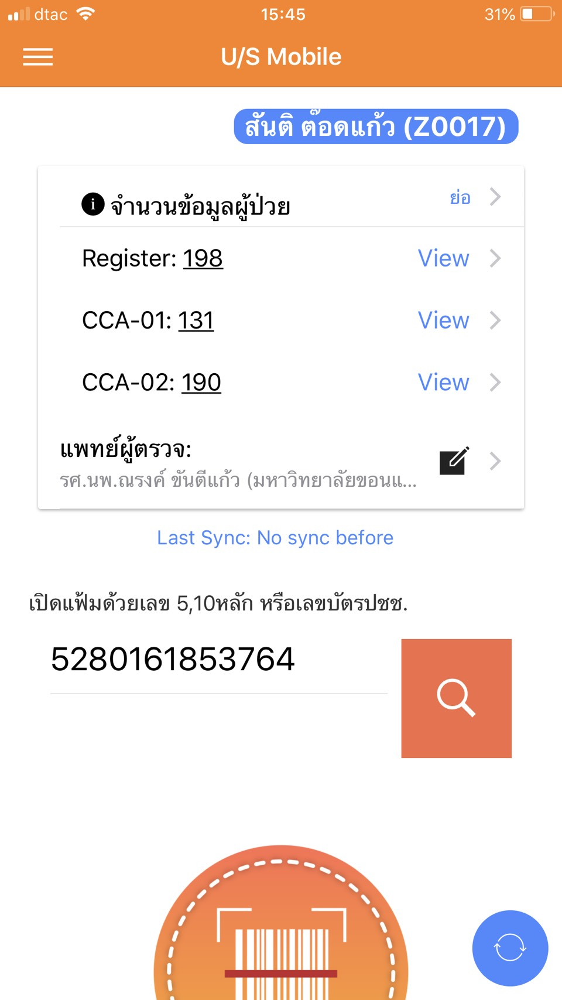 dtac 15:45 31%
U/S Mobile
สันติ ต๊อดแก้ว (Z0017)
i จำนวนข้อมูลผู้ป่วย ย่อ
Register: 198 View
CCA-01: 131 View
CCA-02: 190 View
แพทย์ผู้ตรวจ:
รศ.นพ.ณรงค์ ขันตีแก้ว (มหาวิทยาลัยขอนแ...
Last Sync: No sync before
เปิดแฟ้มด้วยเลข 5,10หลัก หรือเลขบัตรปชช.
5280161853764